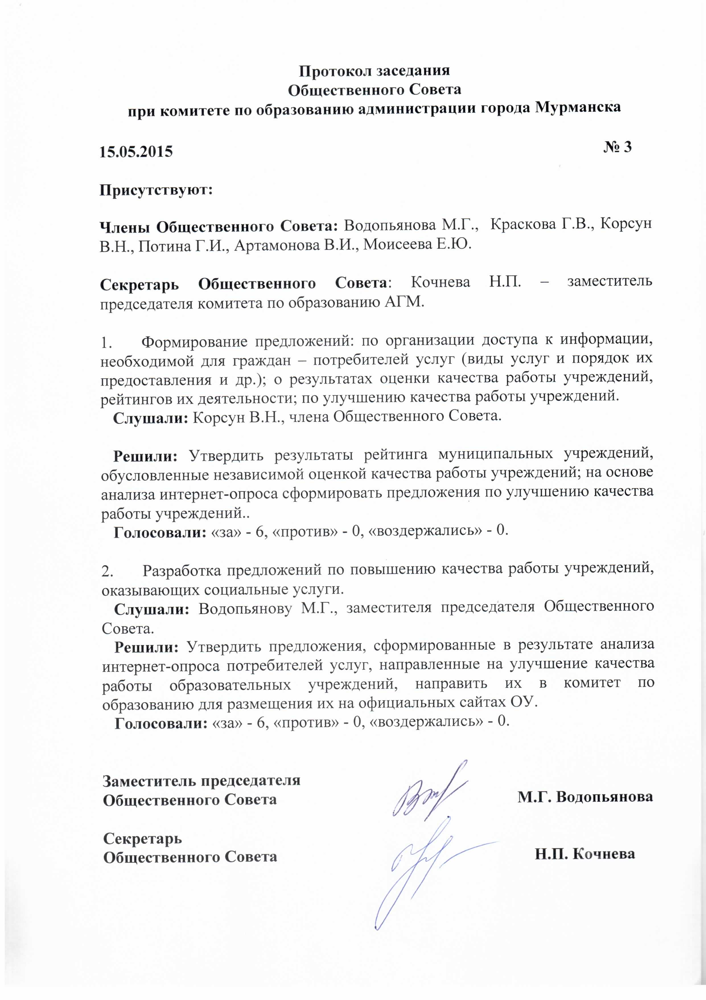 Протокол заседания
Общественного Совета
при комитете по образованию администрации города Мурманска
15.05.2015 № 3
Присутствуют:
Члены Общественного Совета: Водопьянова М.Г., Краскова Г.В., Корсун
В.Н., Потина Г.И., Артамонова В.И., Моисеева Е.Ю.
Секретарь Общественного Совета: Кочнева Н.П. – заместитель
председателя комитета по образованию АГМ.
1. Формирование предложений: по организации доступа к информации,
необходимой для граждан – потребителей услуг (виды услуг и порядок их
предоставления и др.); о результатах оценки качества работы учреждений,
рейтингов их деятельности; по улучшению качества работы учреждений.
Слушали: Корсун В.Н., члена Общественного Совета.
Решили: Утвердить результаты рейтинга муниципальных учреждений,
обусловленные независимой оценкой качества работы учреждений; на основе
анализа интернет-опроса сформировать предложения по улучшению качества
работы учреждений..
Голосовали: «за» - 6, «против» - 0, «воздержались» - 0.
2. Разработка предложений по повышению качества работы учреждений,
оказывающих социальные услуги.
Слушали: Водопьянову М.Г., заместителя председателя Общественного
Совета.
Решили: Утвердить предложения, сформированные в результате анализа
интернет-опроса потребителей услуг, направленные на улучшение качества
работы образовательных учреждений, направить их в комитет по
образованию для размещения их на официальных сайтах ОУ.
Голосовали: «за» - 6, «против» - 0, «воздержались» - 0.
Заместитель председателя
Общественного Совета М.Г. Водопьянова
Секретарь
Общественного Совета Н.П. Кочнева